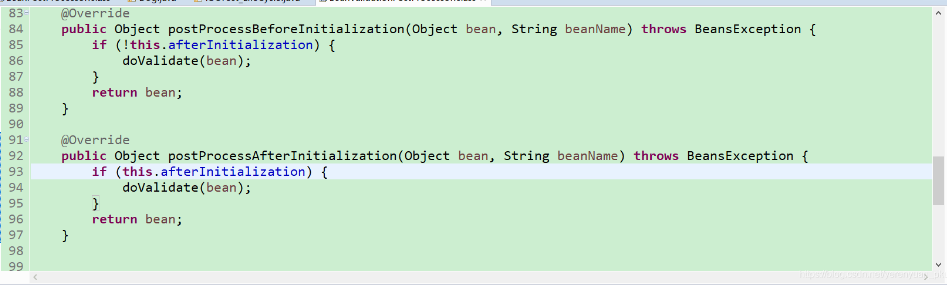 83 @Override
84 public Object postProcessBeforeInitialization(Object bean, String beanName) throws BeansException {
85 if (!this.afterInitialization) {
86 doValidate(bean);
87 }
88 return bean;
89 }
90
91 @Override
92 public Object postProcessAfterInitialization(Object bean, String beanName) throws BeansException {
93 if (this.afterInitialization) {
94 doValidate(bean);
95 }
96 return bean;
97 }
98
99